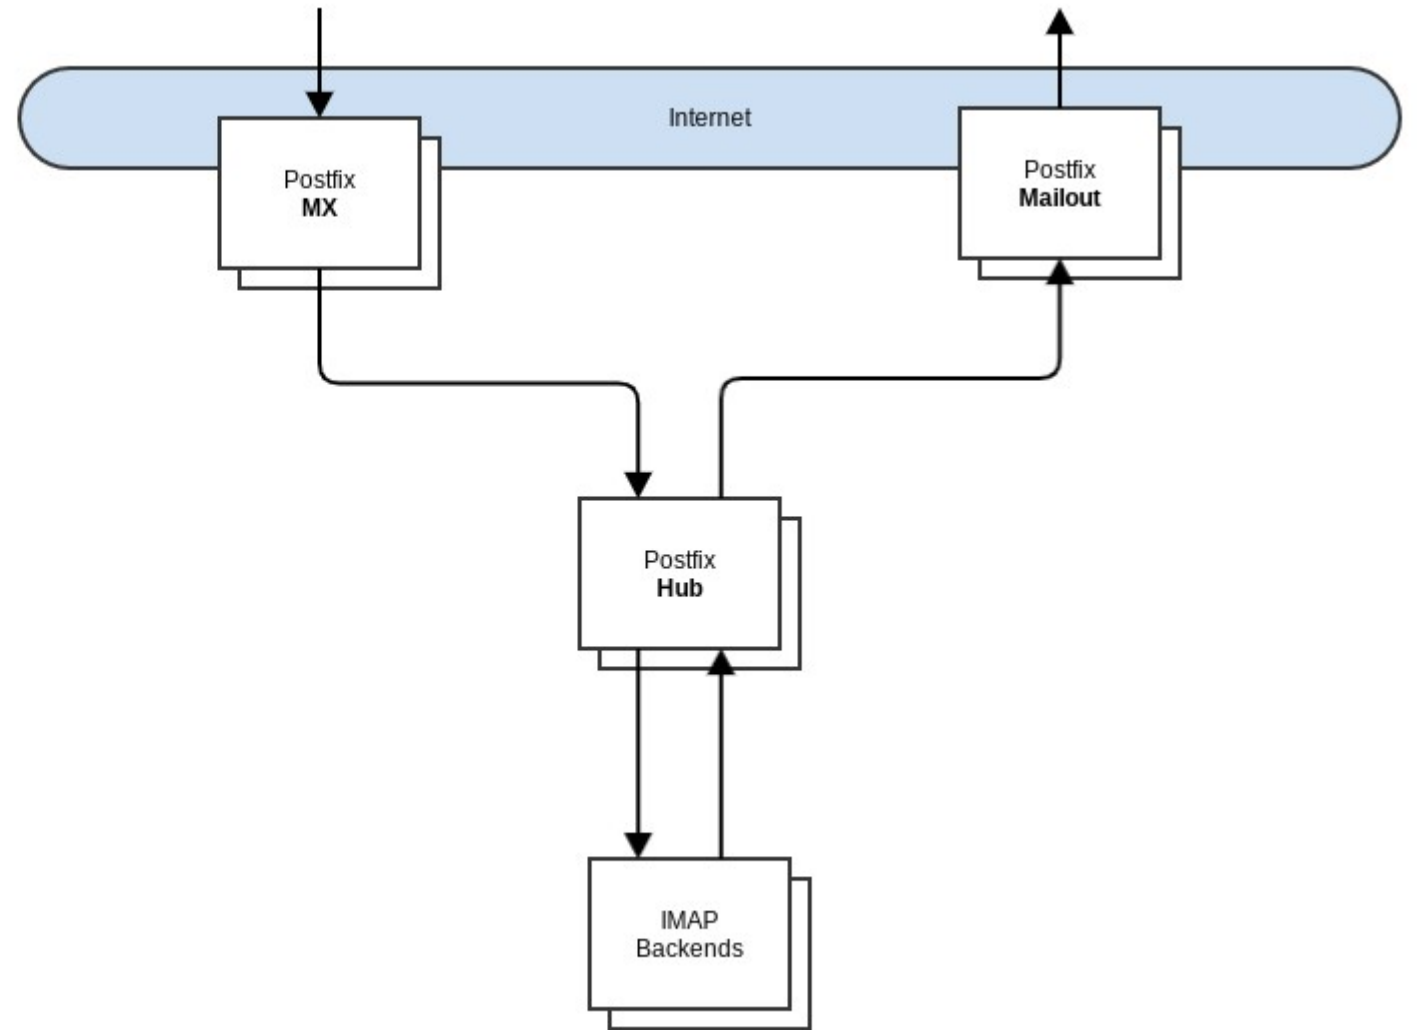 Internet
Postfix
MX
Postfix
Mailout
Postfix
Hub
IMAP
Backends